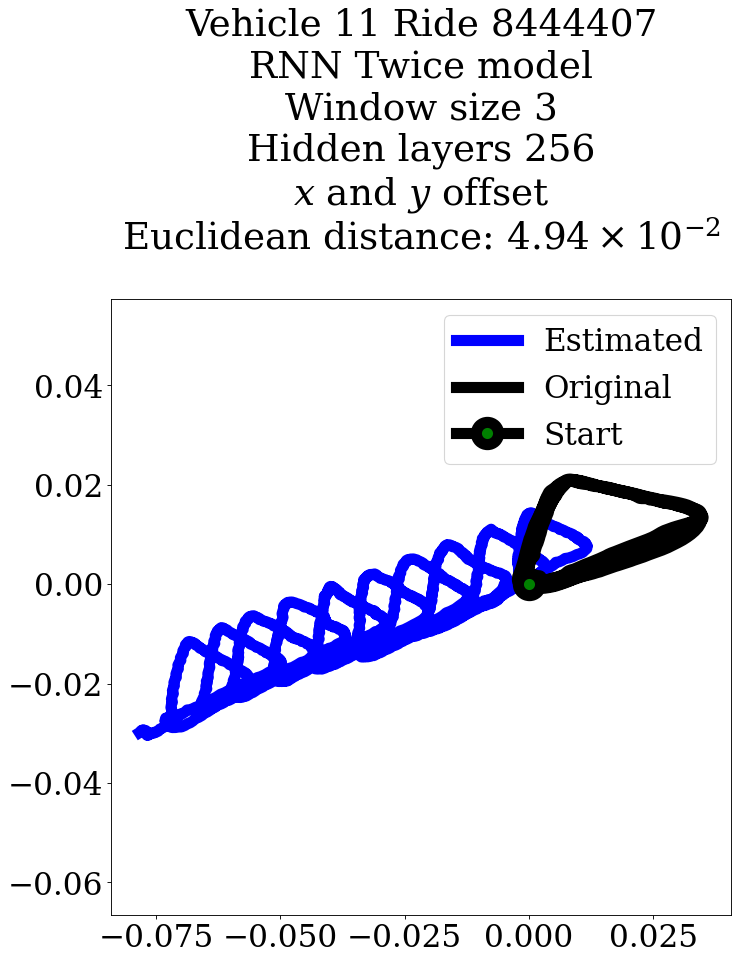 Vehicle 11 Ride 8444407
RNN Twice model
Window size 3
Hidden layers 256
x and y offset
Euclidean distance: 4.94 × 10⁻²
Estimated
Original
Start
0.04
0.02
0.00
−0.02
−0.04
−0.06
−0.075 −0.050 −0.025 0.000 0.025